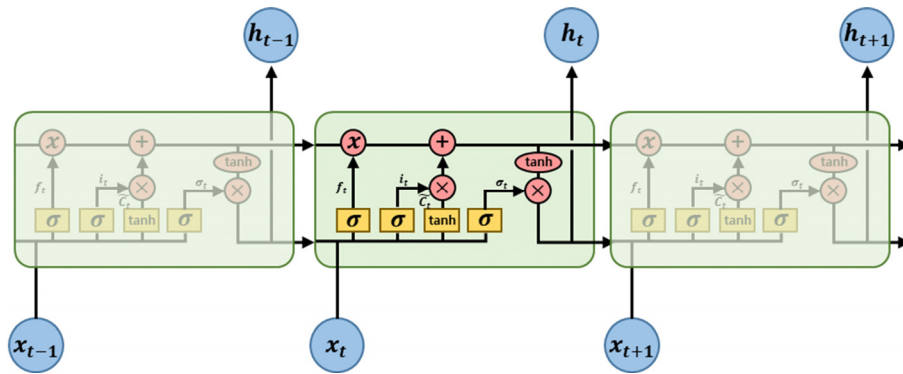 h_{t-1} h_t h_{t+1}
x + x + x +
tanh tanh tanh
f_t i_t × σ_t × f_t i_t × σ_t × f_t i_t × σ_t ×
C̃_t C̃_t C̃_t
σ σ tanh σ σ σ tanh σ σ σ tanh σ
x_{t-1} x_t x_{t+1}